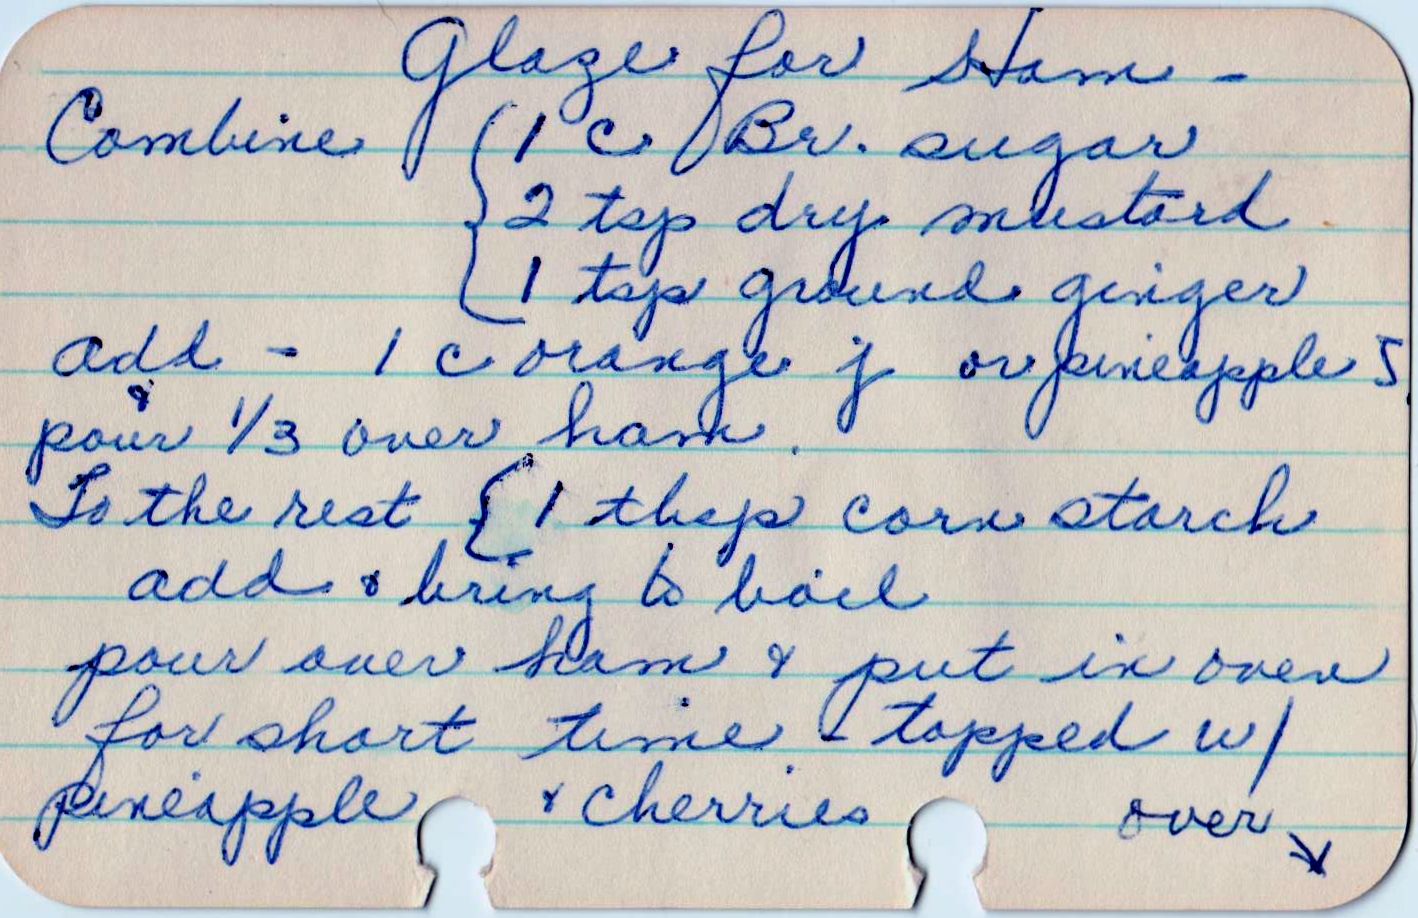 Glaze for Ham -
Combine { 1 c Br. sugar
2 tsp dry mustard
1 tsp ground ginger
add - 1 c orange j or pineapple J
& pour 1/3 over ham.
To the rest { 1 tbsp corn starch
add & bring to boil
pour over ham & put in oven
for short time - topped w/
pineapple & cherries over ↘